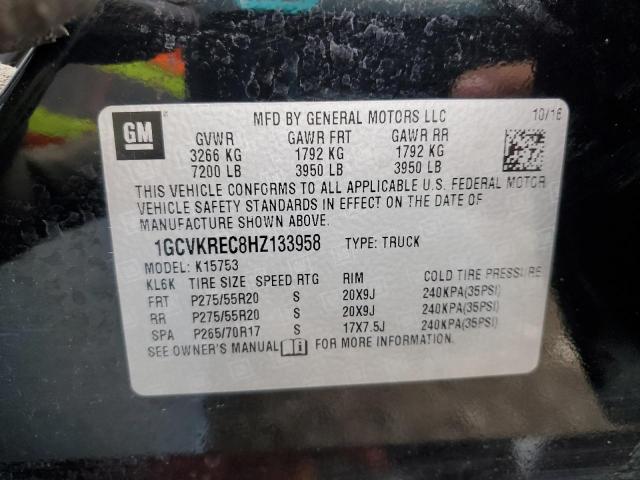 GM
MFD BY GENERAL MOTORS LLC 10/16
GVWR GAWR FRT GAWR RR
3266 KG 1792 KG 1792 KG
7200 LB 3950 LB 3950 LB
THIS VEHICLE CONFORMS TO ALL APPLICABLE U.S. FEDERAL MOTOR
VEHICLE SAFETY STANDARDS IN EFFECT ON THE DATE OF
MANUFACTURE SHOWN ABOVE.
1GCVKREC8HZ133958 TYPE: TRUCK
MODEL: K15753
KL6K TIRE SIZE SPEED RTG RIM COLD TIRE PRESSURE
FRT P275/55R20 S 20X9J 240KPA(35PSI)
RR P275/55R20 S 20X9J 240KPA(35PSI)
SPA P265/70R17 S 17X7.5J 240KPA(35PSI)
SEE OWNER'S MANUAL FOR MORE INFORMATION.